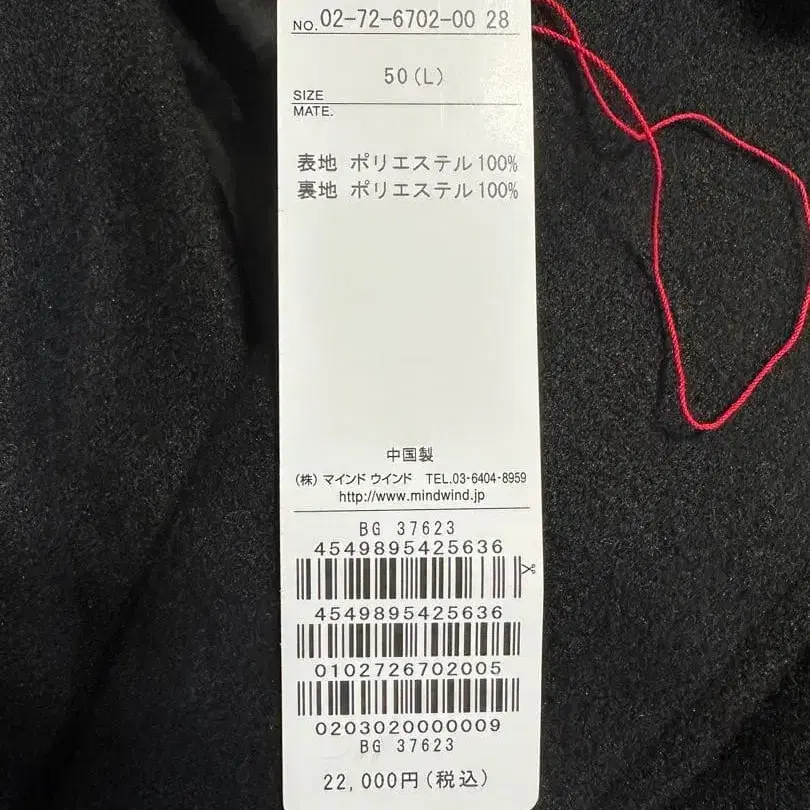 NO. 02-72-6702-00 28
50(L)
SIZE
MATE.
表地 ポリエステル100%
裏地 ポリエステル100%
中国製
(株) マインド ウインド TEL.03-6404-8959
http://www.mindwind.jp
BG 37623
4549895425636
4549895425636
0102726702005
0203020000009
BG 37623
22,000円(税込)